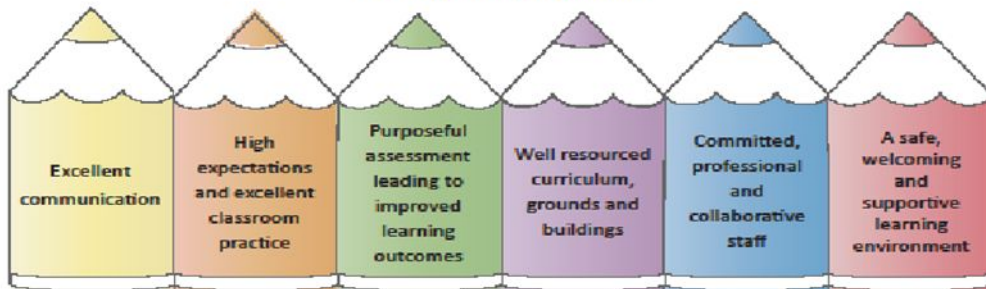 Excellent
communication
High
expectations
and excellent
classroom
practice
Purposeful
assessment
leading to
improved
learning
outcomes
Well resourced
curriculum,
grounds and
buildings
Committed,
professional
and
collaborative
staff
A safe,
welcoming
and
supportive
learning
environment